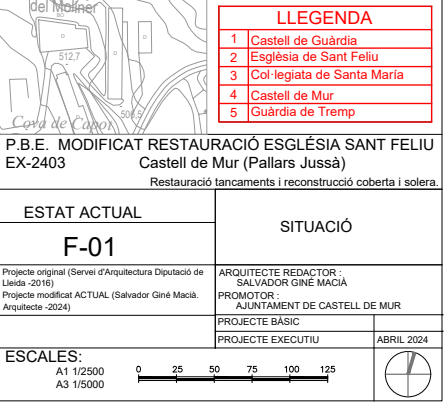 del Moliner
512,7
506,5
Cova de Capot
LLEGENDA
1 Castell de Guàrdia
2 Església de Sant Feliu
3 Col·legiata de Santa María
4 Castell de Mur
5 Guàrdia de Tremp
P.B.E. MODIFICAT RESTAURACIÓ ESGLÉSIA SANT FELIU
EX-2403 Castell de Mur (Pallars Jussà)
Restauració tancaments i reconstrucció coberta i solera.
ESTAT ACTUAL
F-01
SITUACIÓ
Projecte original (Servei d'Arquitectura Diputació de
Lleida -2016)
Projecte modificat ACTUAL (Salvador Giné Macià.
Arquitecte -2024)
ARQUITECTE REDACTOR :
SALVADOR GINÉ MACIÀ
PROMOTOR :
AJUNTAMENT DE CASTELL DE MUR
PROJECTE BÀSIC
PROJECTE EXECUTIU
ABRIL 2024
ESCALES:
A1 1/2500
A3 1/5000
0 25 50 75 100 125